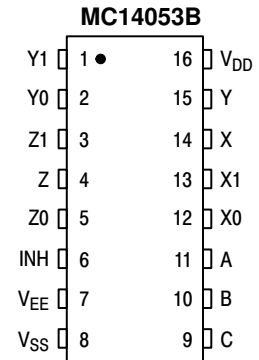 MC14053B
Y1 1 16 VDD
Y0 2 15 Y
Z1 3 14 X
Z 4 13 X1
Z0 5 12 X0
INH 6 11 A
VEE 7 10 B
VSS 8 9 C